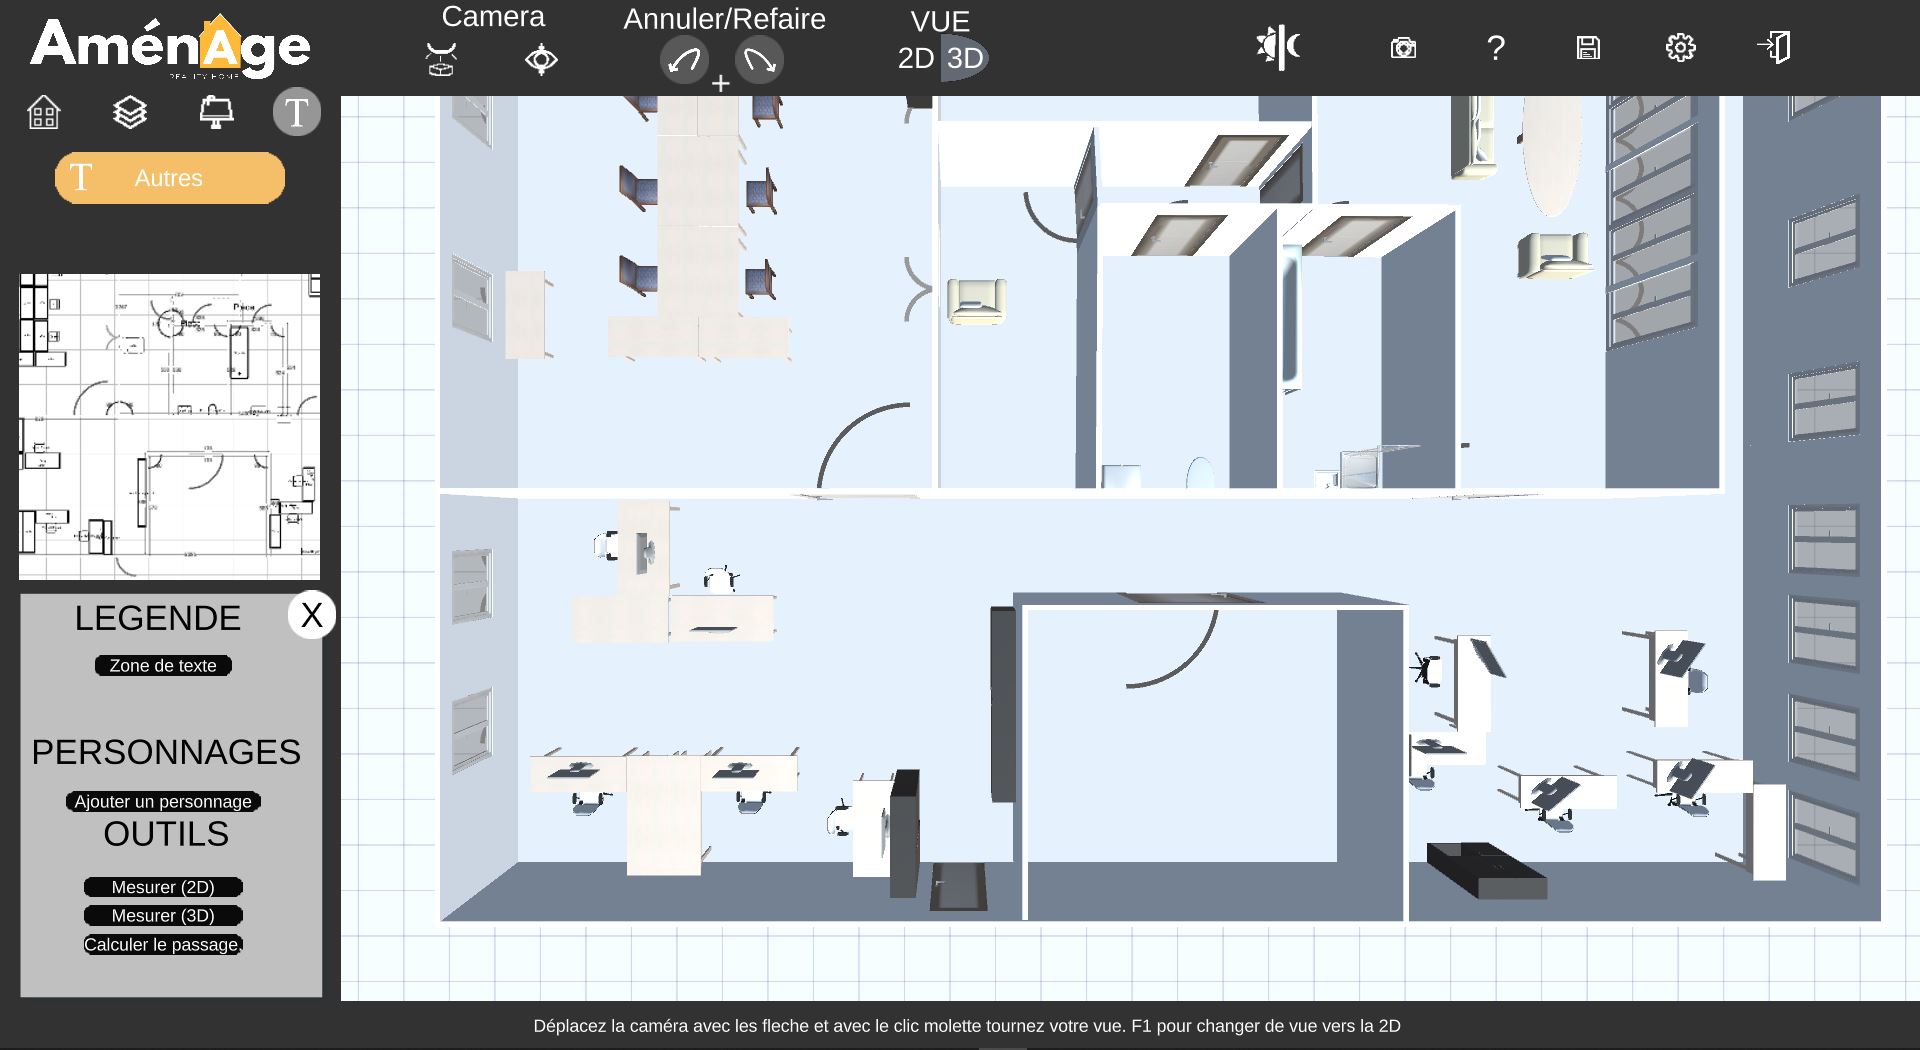 AménAge
REALITY HOME
Camera
Annuler/Refaire
+
VUE
2D 3D
?
T
T Autres
LEGENDE
X
Zone de texte
PERSONNAGES
Ajouter un personnage
OUTILS
Mesurer (2D)
Mesurer (3D)
Calculer le passage
Déplacez la caméra avec les fleche et avec le clic molette tournez votre vue. F1 pour changer de vue vers la 2D